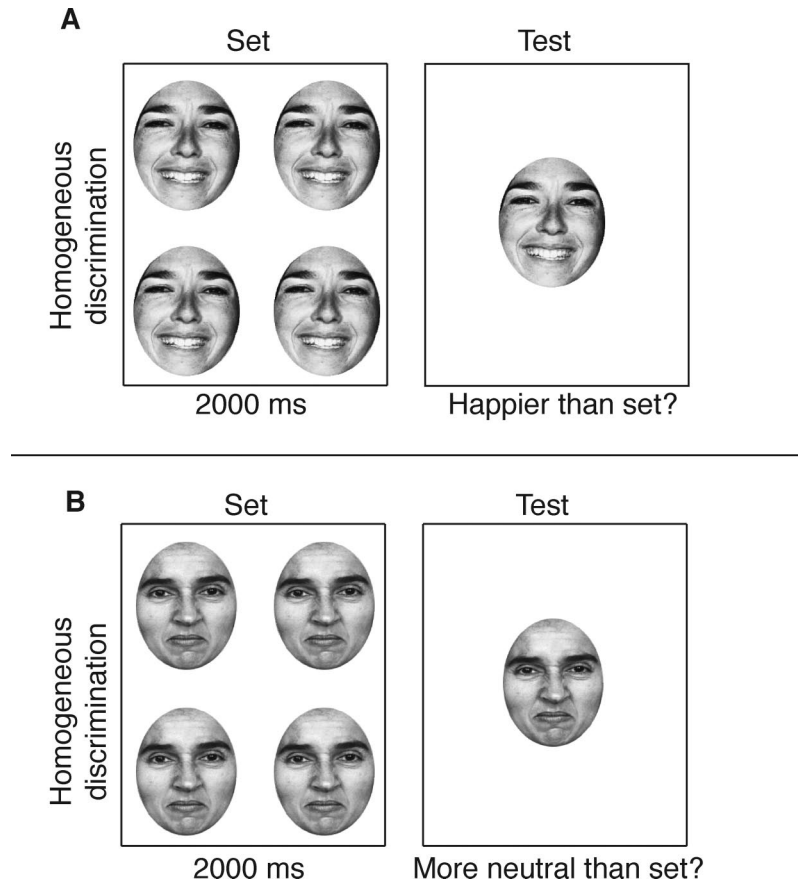 A
Set
Test
Homogeneous
discrimination
2000 ms
Happier than set?
B
Set
Test
Homogeneous
discrimination
2000 ms
More neutral than set?